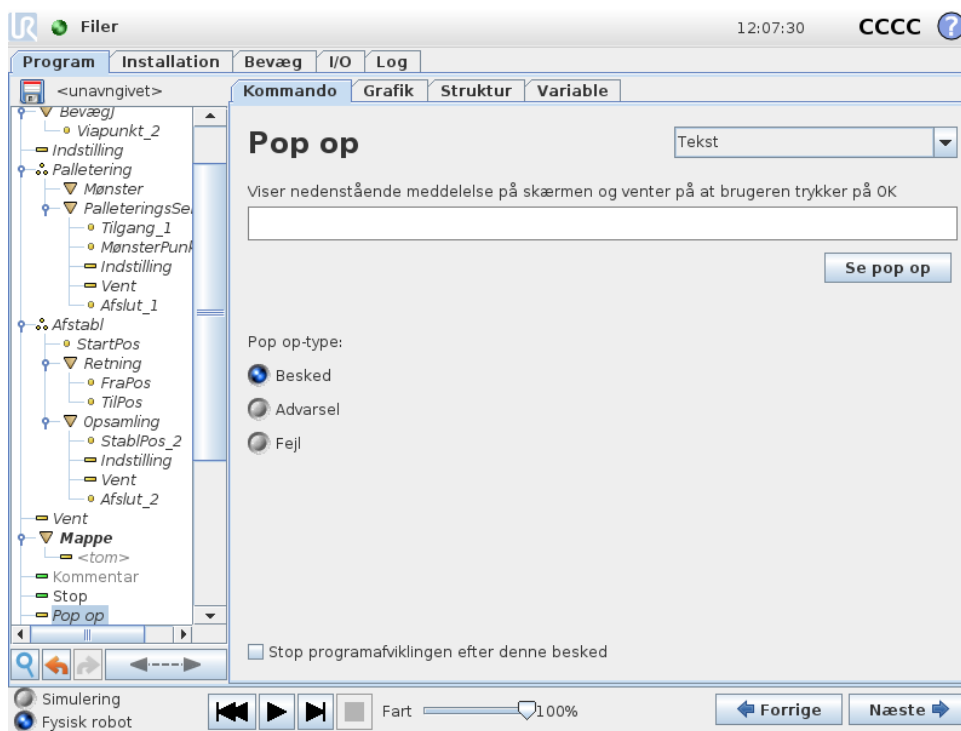 UR Filer 12:07:30 CCCC ?
Program Installation Bevæg I/O Log
<unavngivet> Kommando Grafik Struktur Variable
BevægJ
Viapunkt_2
Indstilling
Palletering
Mønster
PalleteringsSe
Tilgang_1
MønsterPunk
Indstilling
Vent
Afslut_1
Afstabl
StartPos
Retning
FraPos
TilPos
Opsamling
StablPos_2
Indstilling
Vent
Afslut_2
Vent
Mappe
<tom>
Kommentar
Stop
Pop op
Pop op Tekst
Viser nedenstående meddelelse på skærmen og venter på at brugeren trykker på OK
Se pop op
Pop op-type:
Besked
Advarsel
Fejl
Stop programafviklingen efter denne besked
Simulering
Fysisk robot
Fart 100%
Forrige Næste